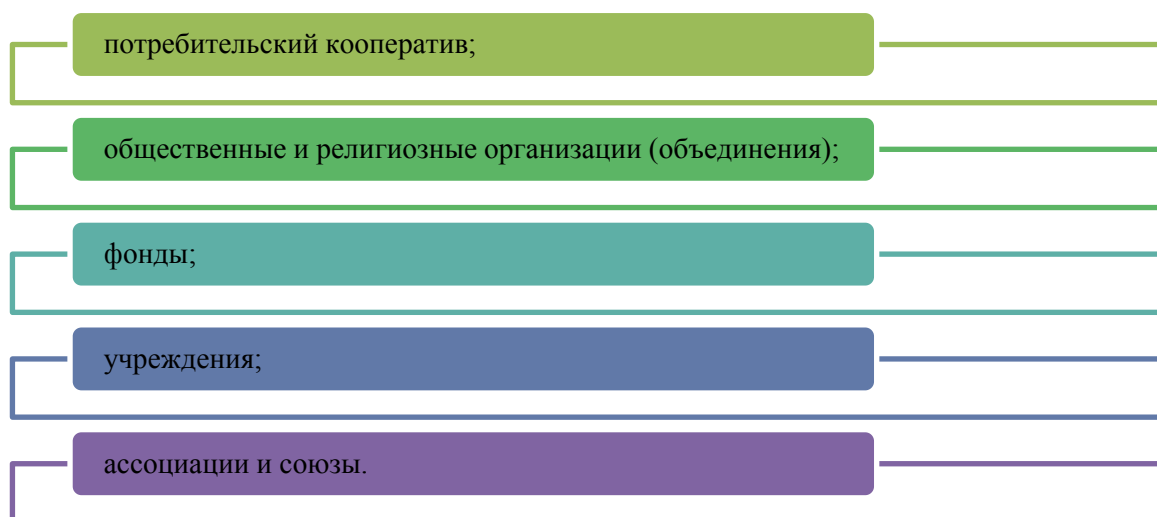 потребительский кооператив;
общественные и религиозные организации (объединения);
фонды;
учреждения;
ассоциации и союзы.